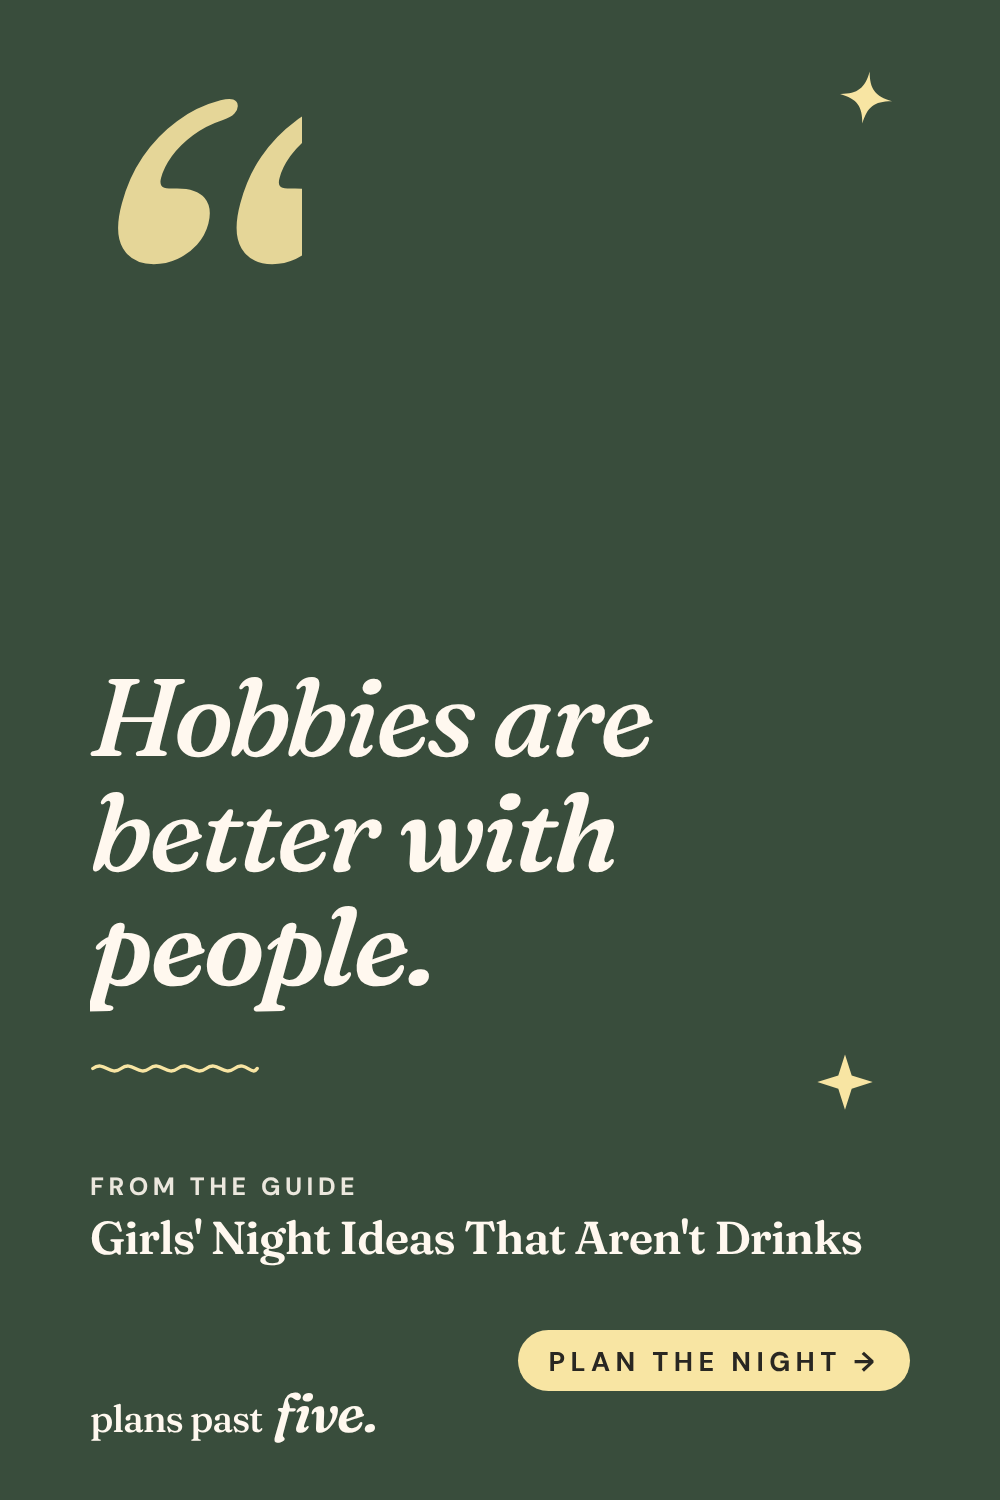 “
Hobbies are
better with
people.
FROM THE GUIDE
Girls' Night Ideas That Aren't Drinks
PLAN THE NIGHT →
plans past five.